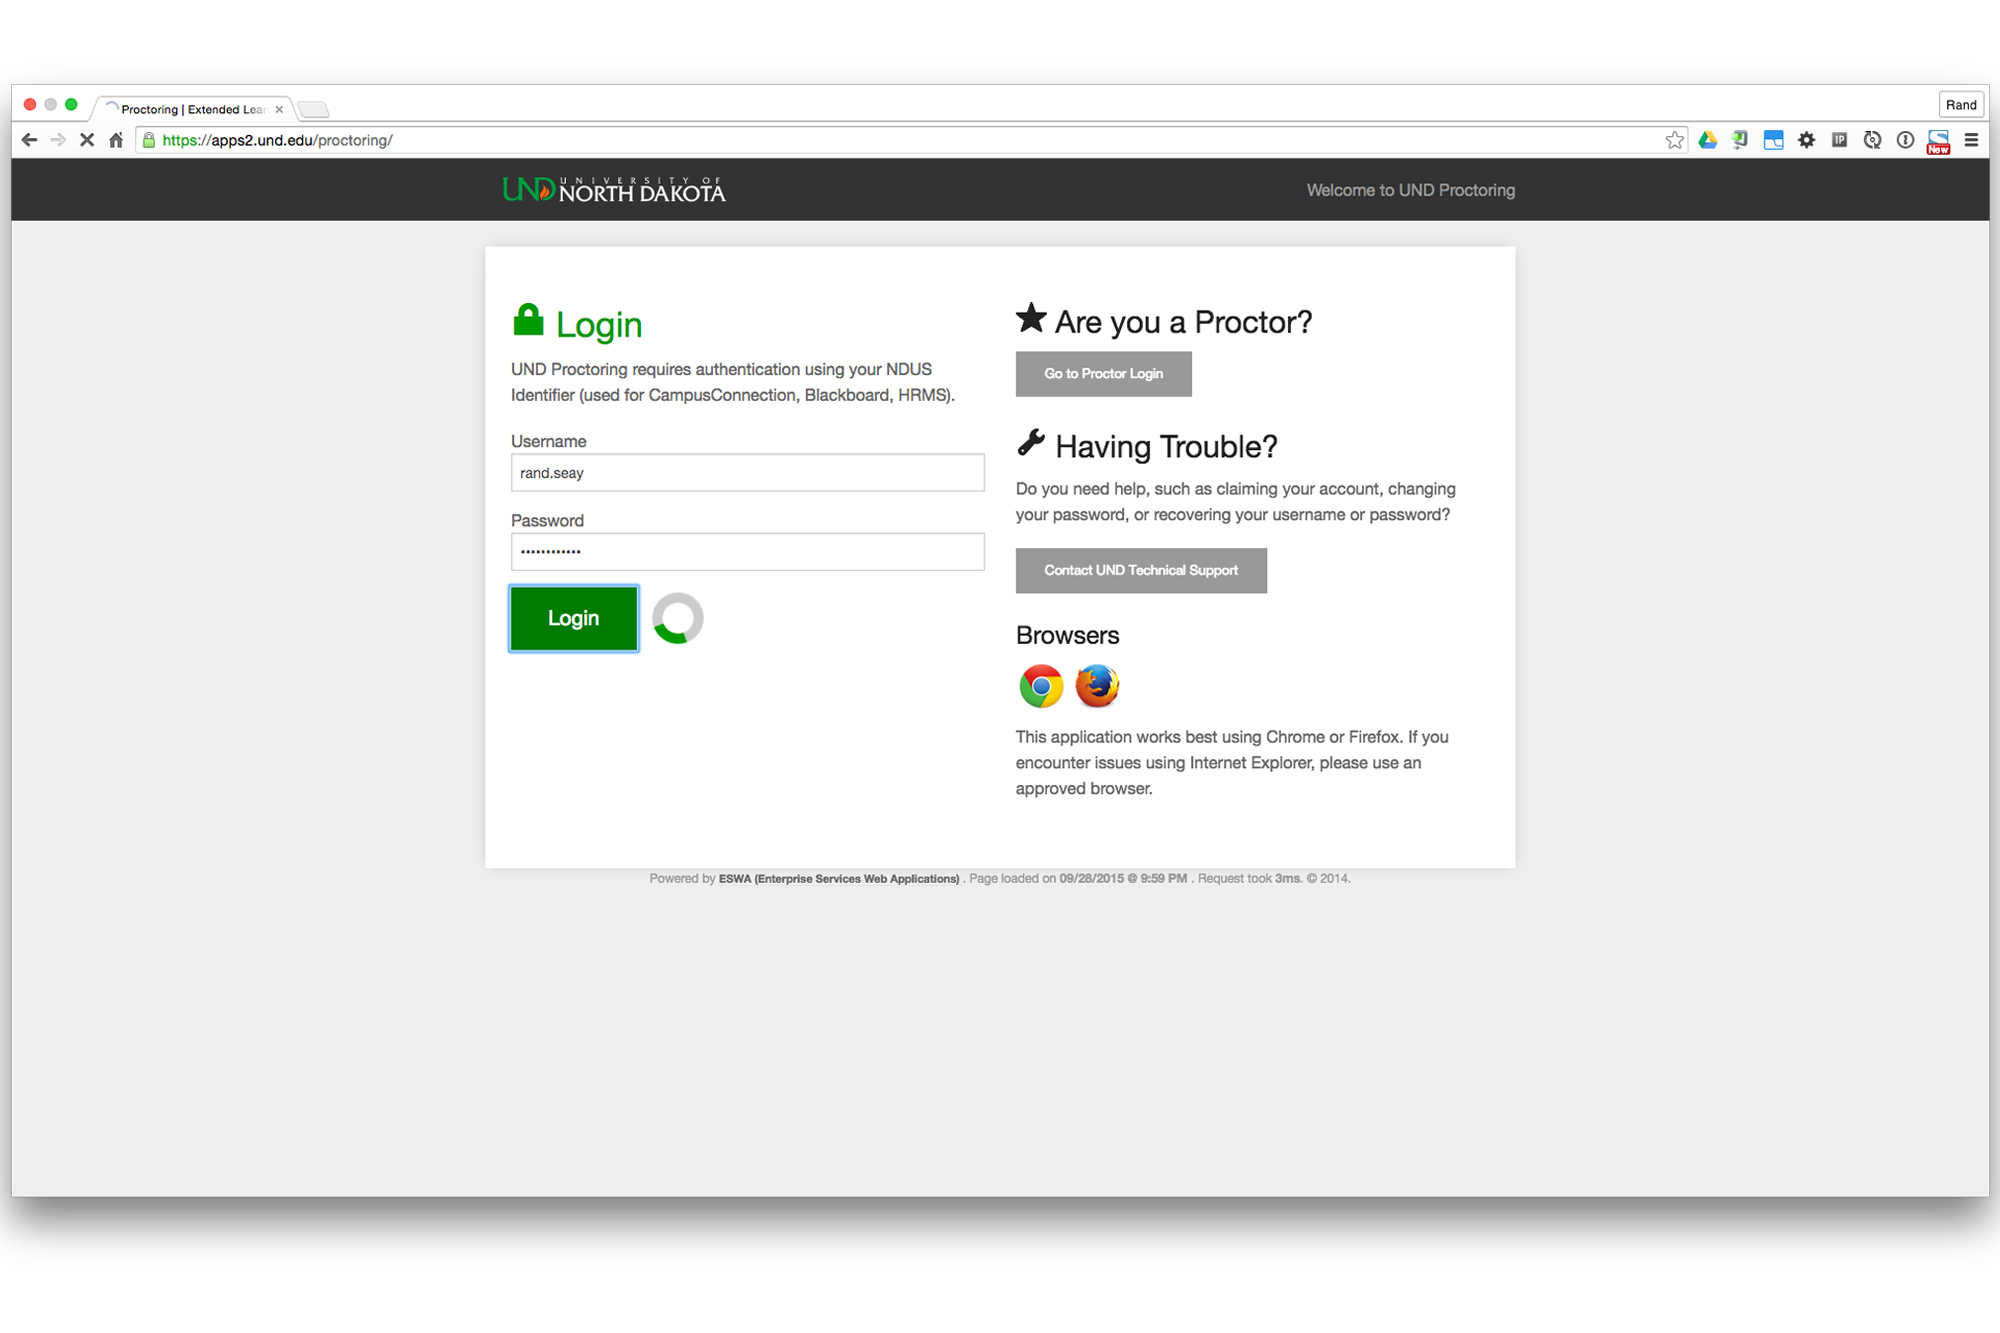 Proctoring | Extended Lear
Rand
https://apps2.und.edu/proctoring/
IP
New
UND UNIVERSITY OF
NORTH DAKOTA
Welcome to UND Proctoring
Login
UND Proctoring requires authentication using your NDUS
Identifier (used for CampusConnection, Blackboard, HRMS).
Username
rand.seay
Password
••••••••••••
Login
Are you a Proctor?
Go to Proctor Login
Having Trouble?
Do you need help, such as claiming your account, changing
your password, or recovering your username or password?
Contact UND Technical Support
Browsers
This application works best using Chrome or Firefox. If you
encounter issues using Internet Explorer, please use an
approved browser.
Powered by ESWA (Enterprise Services Web Applications) . Page loaded on 09/28/2015 @ 9:59 PM . Request took 3ms. © 2014.